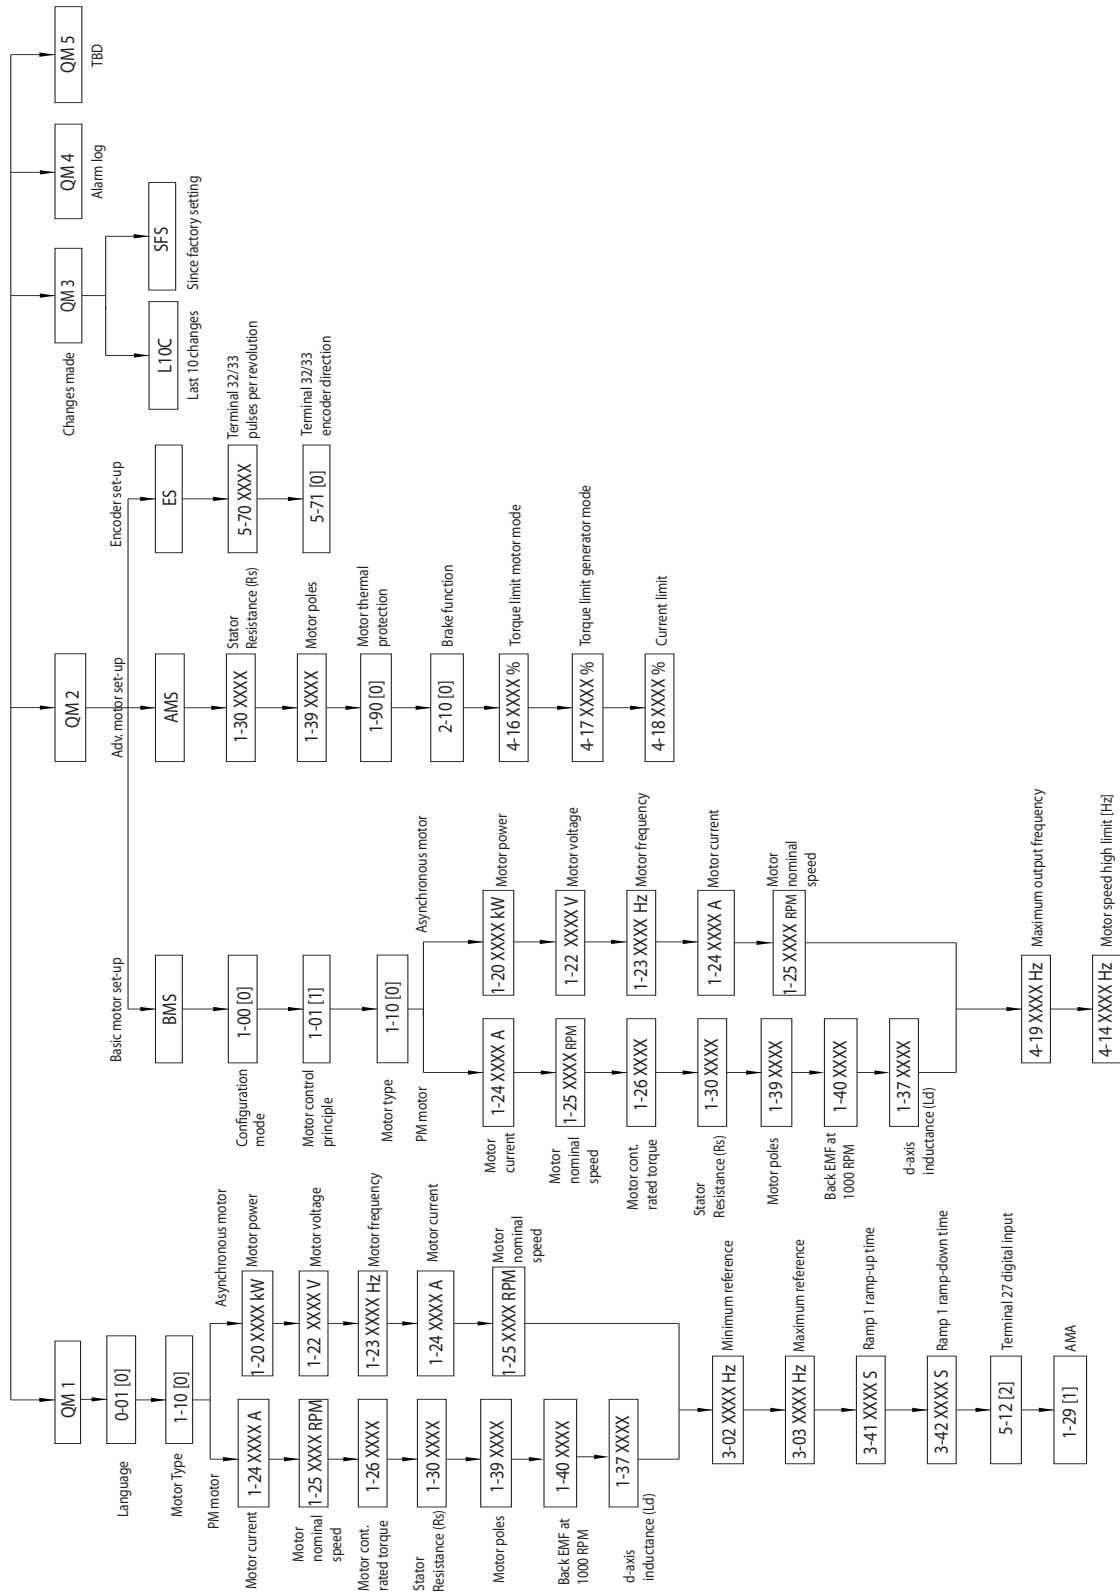 QM 1
Language
0-01 [0]
Motor Type
1-10 [0]
PM motor
Motor current
1-24 XXXX A
Motor
nominal
speed
1-25 XXXX RPM
Motor cont.
rated torque
1-26 XXXX
Stator
Resistance (Rs)
1-30 XXXX
Motor poles
1-39 XXXX
Back EMF at
1000 RPM
1-40 XXXX
d-axis
inductance (Ld)
1-37 XXXX
Asynchronous motor
1-20 XXXX kW
Motor power
1-22 XXXX V
Motor voltage
1-23 XXXX Hz
Motor frequency
1-24 XXXX A
Motor current
1-25 XXXX RPM
Motor
nominal
speed
3-02 XXXX Hz
Minimum reference
3-03 XXXX Hz
Maximum reference
3-41 XXXX S
Ramp 1 ramp-up time
3-42 XXXX S
Ramp 1 ramp-down time
5-12 [2]
Terminal 27 digital input
1-29 [1]
AMA
QM 2
Basic motor set-up
BMS
Configuration
mode
1-00 [0]
Motor control
principle
1-01 [1]
Motor type
1-10 [0]
PM motor
Motor
current
1-24 XXXX A
Motor
nominal
speed
1-25 XXXX RPM
Motor cont.
rated torque
1-26 XXXX
Stator
Resistance (Rs)
1-30 XXXX
Motor poles
1-39 XXXX
Back EMF at
1000 RPM
1-40 XXXX
d-axis
inductance (Ld)
1-37 XXXX
Asynchronous motor
1-20 XXXX kW
Motor power
1-22 XXXX V
Motor voltage
1-23 XXXX Hz
Motor frequency
1-24 XXXX A
Motor current
1-25 XXXX RPM
Motor
nominal
speed
4-19 XXXX Hz
Maximum output frequency
4-14 XXXX Hz
Motor speed high limit [Hz]
Adv. motor set-up
AMS
1-30 XXXX
Stator
Resistance (Rs)
1-39 XXXX
Motor poles
1-90 [0]
Motor thermal
protection
2-10 [0]
Brake function
4-16 XXXX %
Torque limit motor mode
4-17 XXXX %
Torque limit generator mode
4-18 XXXX %
Current limit
Encoder set-up
ES
5-70 XXXX
Terminal 32/33
pulses per revolution
5-71 [0]
Terminal 32/33
encoder direction
Changes made
QM 3
L10C
Last 10 changes
SFS
Since factory setting
QM 4
Alarm log
QM 5
TBD